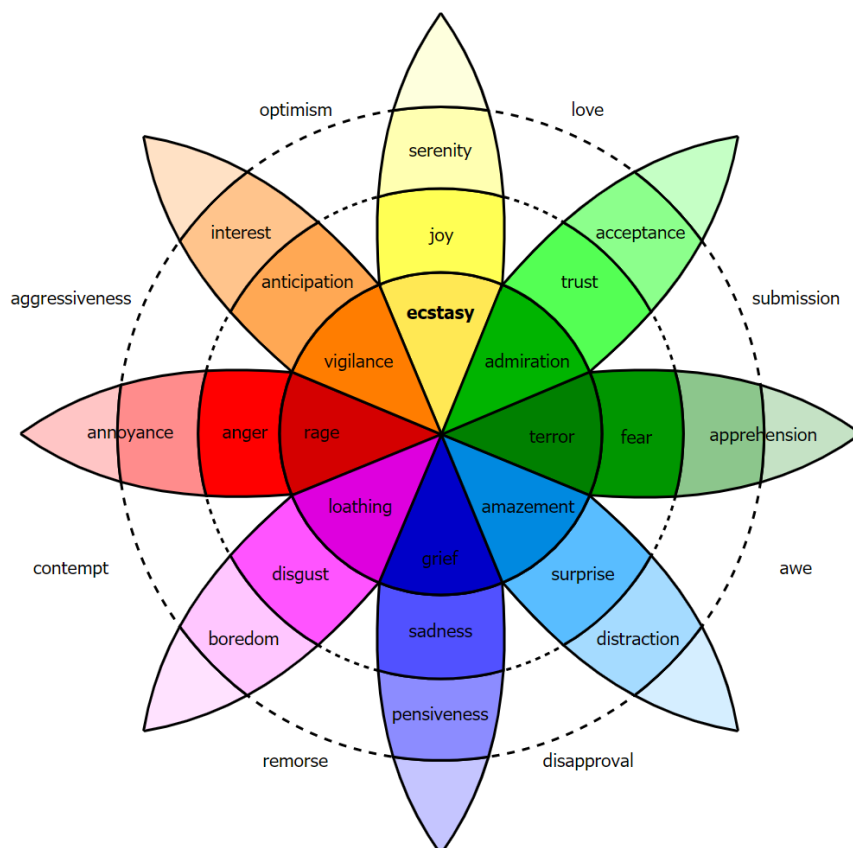 optimism
love
serenity
interest
acceptance
joy
anticipation
trust
aggressiveness
submission
ecstasy
vigilance
admiration
annoyance
anger
rage
terror
fear
apprehension
loathing
amazement
contempt
grief
awe
disgust
surprise
sadness
boredom
distraction
pensiveness
remorse
disapproval